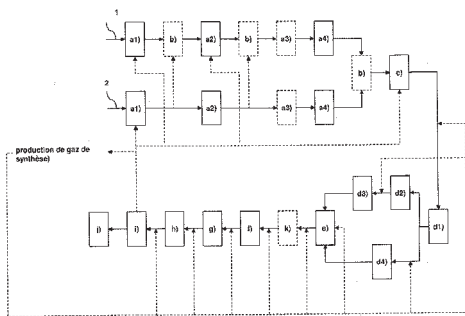 1
a1) b) a2) b) a3) a4)
b) c)
2
a1) a2) a3) a4)
production de gaz de
synthèse)
d3) d2)
j) i) h) g) f) k) e) d1)
d4)